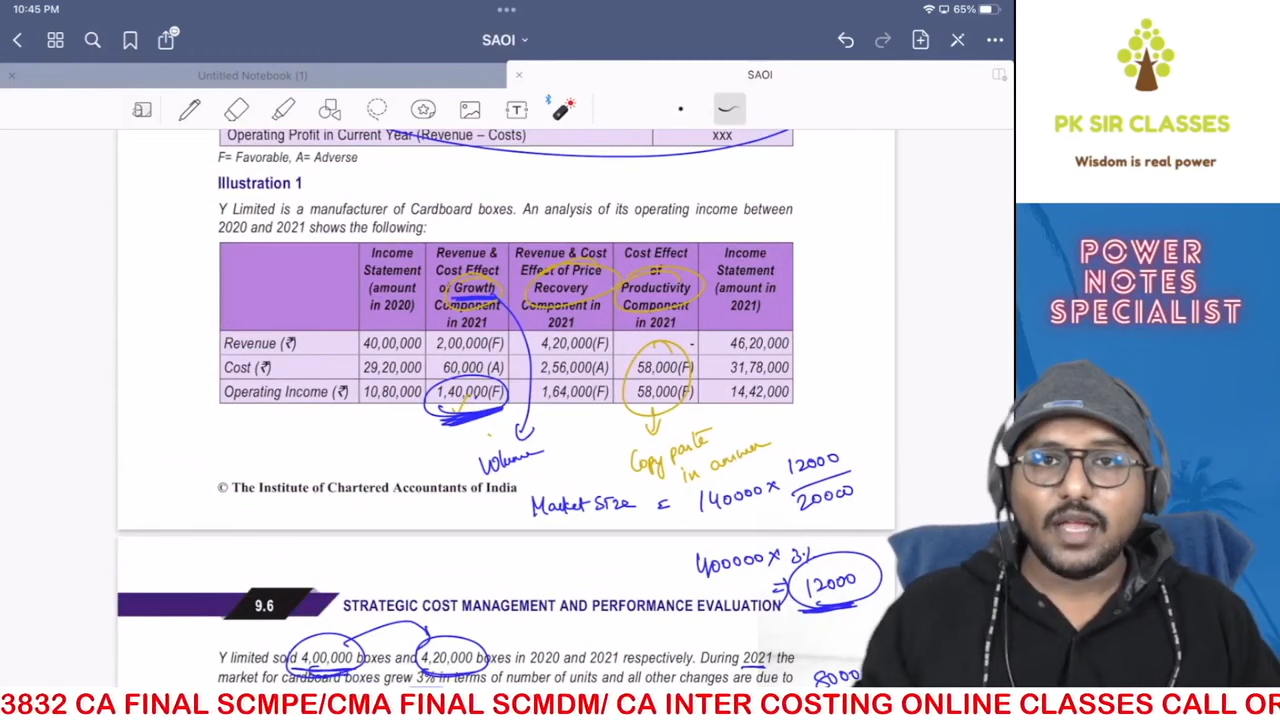 10:45 PM
65%
SAOI
Untitled Notebook (1)
SAOI
Operating Profit in Current Year (Revenue – Costs) xxx
F= Favorable, A= Adverse
Illustration 1
Y Limited is a manufacturer of Cardboard boxes. An analysis of its operating income between
2020 and 2021 shows the following:
Income Statement (amount in 2020) Revenue & Cost Effect of Growth Component in 2021 Revenue & Cost Effect of Price Recovery Component in 2021 Cost Effect of Productivity Component in 2021 Income Statement (amount in 2021)
Revenue (₹) 40,00,000 2,00,000(F) 4,20,000(F) - 46,20,000
Cost (₹) 29,20,000 60,000 (A) 2,56,000(A) 58,000(F) 31,78,000
Operating Income (₹) 10,80,000 1,40,000(F) 1,64,000(F) 58,000(F) 14,42,000
Volume
Copy paste
in answer
© The Institute of Chartered Accountants of India
Market Size = 140000 × 12000
20000
400000 × 3%
= 12000
9.6 STRATEGIC COST MANAGEMENT AND PERFORMANCE EVALUATION
Y limited sold 4,00,000 boxes and 4,20,000 boxes in 2020 and 2021 respectively. During 2021 the
market for cardboard boxes grew 3% in terms of number of units and all other changes are due to
8000
PK SIR CLASSES
Wisdom is real power
POWER
NOTES
SPECIALIST
3832 CA FINAL SCMPE/CMA FINAL SCMDM/ CA INTER COSTING ONLINE CLASSES CALL OR